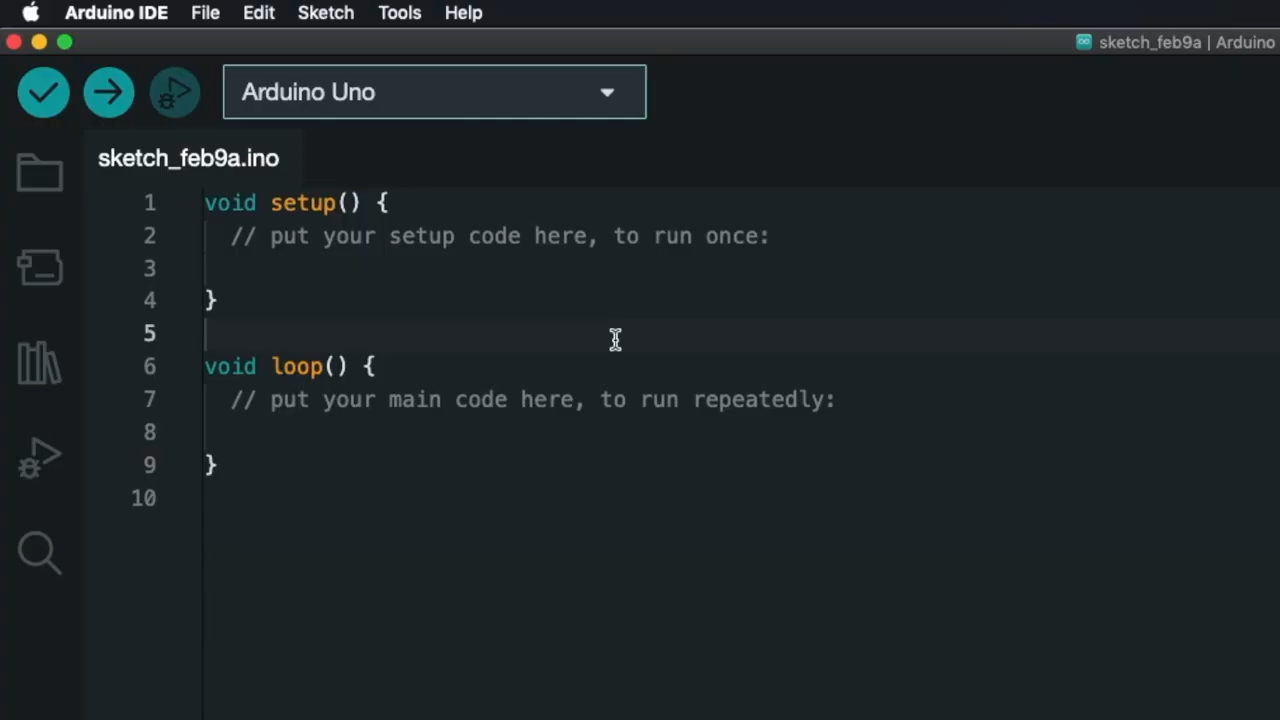 Arduino IDE File Edit Sketch Tools Help
sketch_feb9a | Arduino
Arduino Uno
sketch_feb9a.ino
1 void setup() {
2 // put your setup code here, to run once:
3
4 }
5
6 void loop() {
7 // put your main code here, to run repeatedly:
8
9 }
10